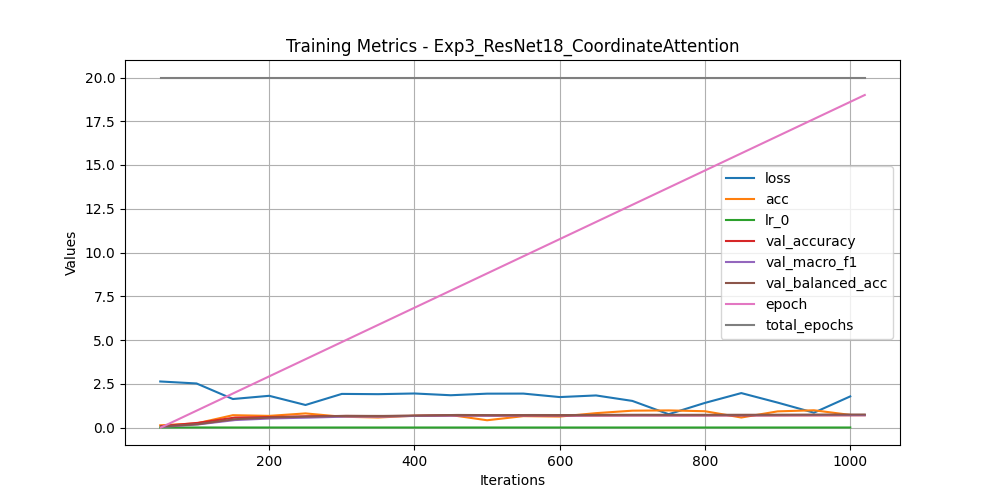 Training Metrics - Exp3_ResNet18_CoordinateAttention
20.0
17.5
15.0
12.5
10.0
7.5
5.0
2.5
0.0
Values
loss
acc
lr_0
val_accuracy
val_macro_f1
val_balanced_acc
epoch
total_epochs
200 400 600 800 1000
Iterations